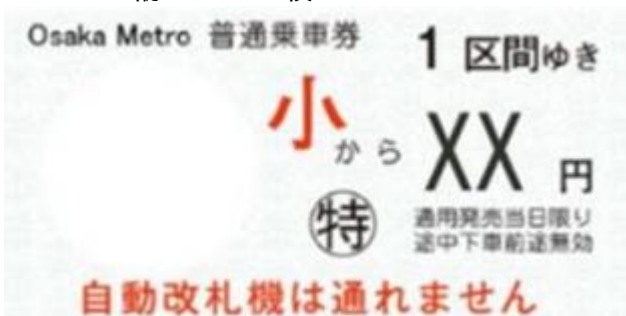 Osaka Metro 普通乗車券
1 区間ゆき
小から
XX 円
特
通用発売当日限り
途中下車前途無効
自動改札機は通れません